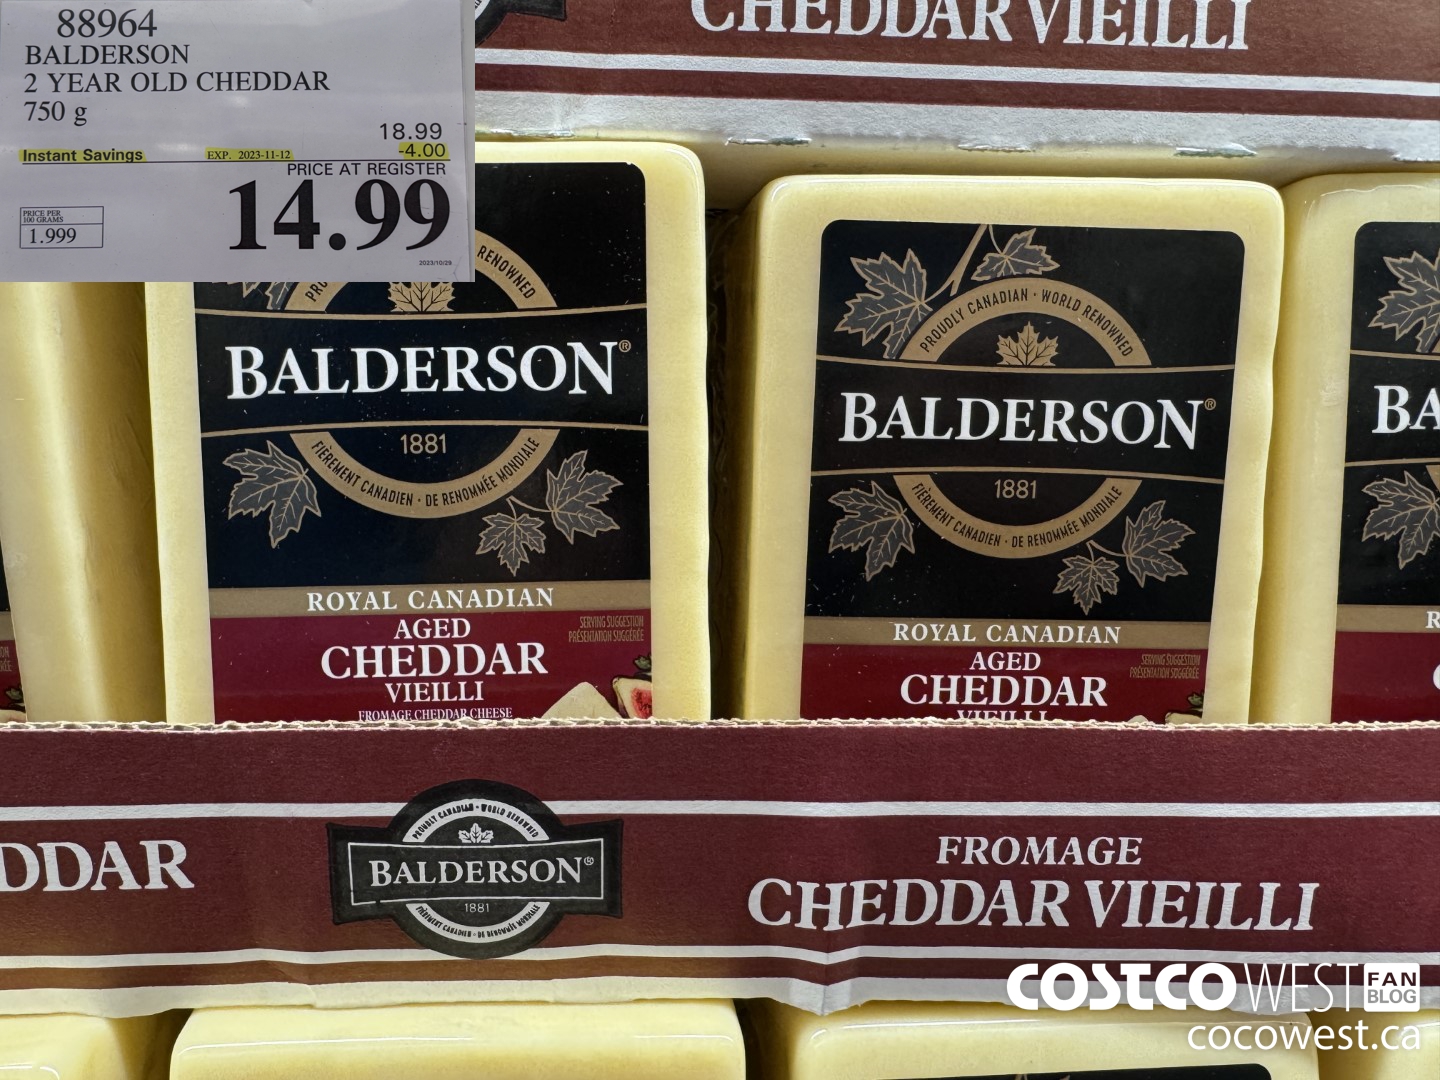 88964
BALDERSON
2 YEAR OLD CHEDDAR
750 g
18.99
Instant Savings EXP. 2023-11-12 -4.00
PRICE AT REGISTER
14.99
PRICE PER
100 GRAMS
1.999
2023/10/29
CHEDDAR VIEILLI
RENOWNED
BALDERSON®
1881
FIÈREMENT CANADIEN · DE RENOMMÉE MONDIALE
ROYAL CANADIAN
AGED
CHEDDAR
VIEILLI
FROMAGE CHEDDAR CHEESE
SERVING SUGGESTION
PRÉSENTATION SUGGÉRÉE
PROUDLY CANADIAN · WORLD RENOWNED
BALDERSON®
1881
FIÈREMENT CANADIEN · DE RENOMMÉE MONDIALE
ROYAL CANADIAN
AGED
CHEDDAR
VIEILLI
SERVING SUGGESTION
PRÉSENTATION SUGGÉRÉE
BA
R
DDAR
PROUDLY CANADIAN · WORLD RENOWNED
BALDERSON®
1881
FIÈREMENT CANADIEN · DE RENOMMÉE MONDIALE
FROMAGE
CHEDDAR VIEILLI
COSTCO WEST FAN BLOG
cocowest.ca